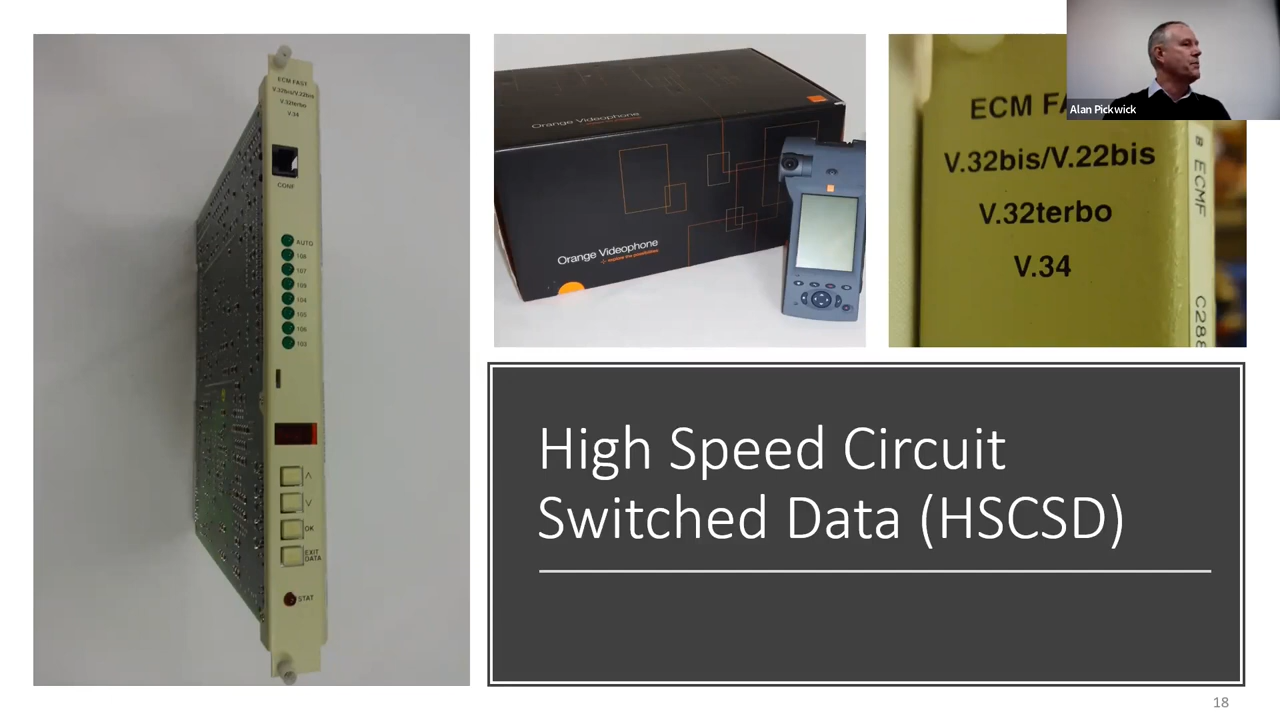 ECM FAST
V.32bis/V.22bis
V.32terbo
V.34
CONF
AUTO
108
107
109
104
105
106
103
OK
EXIT
DATA
STAT
Orange Videophone
Orange Videophone
ECM FA
V.32bis/V.22bis
V.32terbo
V.34
B ECMF
C288
Alan Pickwick
High Speed Circuit
Switched Data (HSCSD)
18